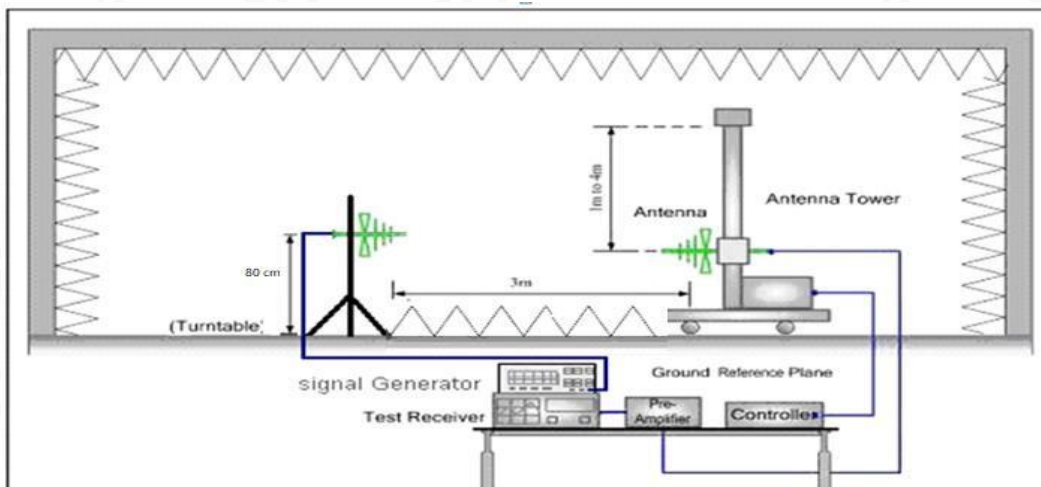 1m to 4m
Antenna
Antenna Tower
80 cm
3m
(Turntable)
Ground Reference Plane
signal Generator
Test Receiver
Pre-
Amplifier
Controller